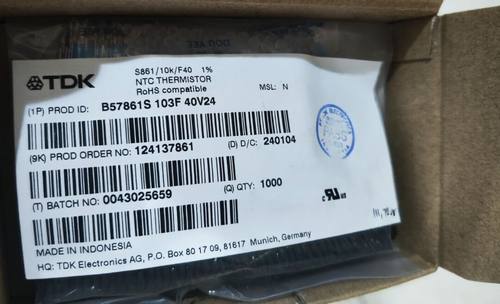 TDK
S861/10k/F40 1%
NTC THERMISTOR
RoHS compatible
MSL: N
(1P) PROD ID: B57861S 103F 40V24
(9K) PROD ORDER NO: 124137861
(D) D/C: 240104
(T) BATCH NO: 0043025659
(Q) QTY: 1000
MADE IN INDONESIA
HQ: TDK Electronics AG, P.O. Box 80 17 09, 81617 Munich, Germany